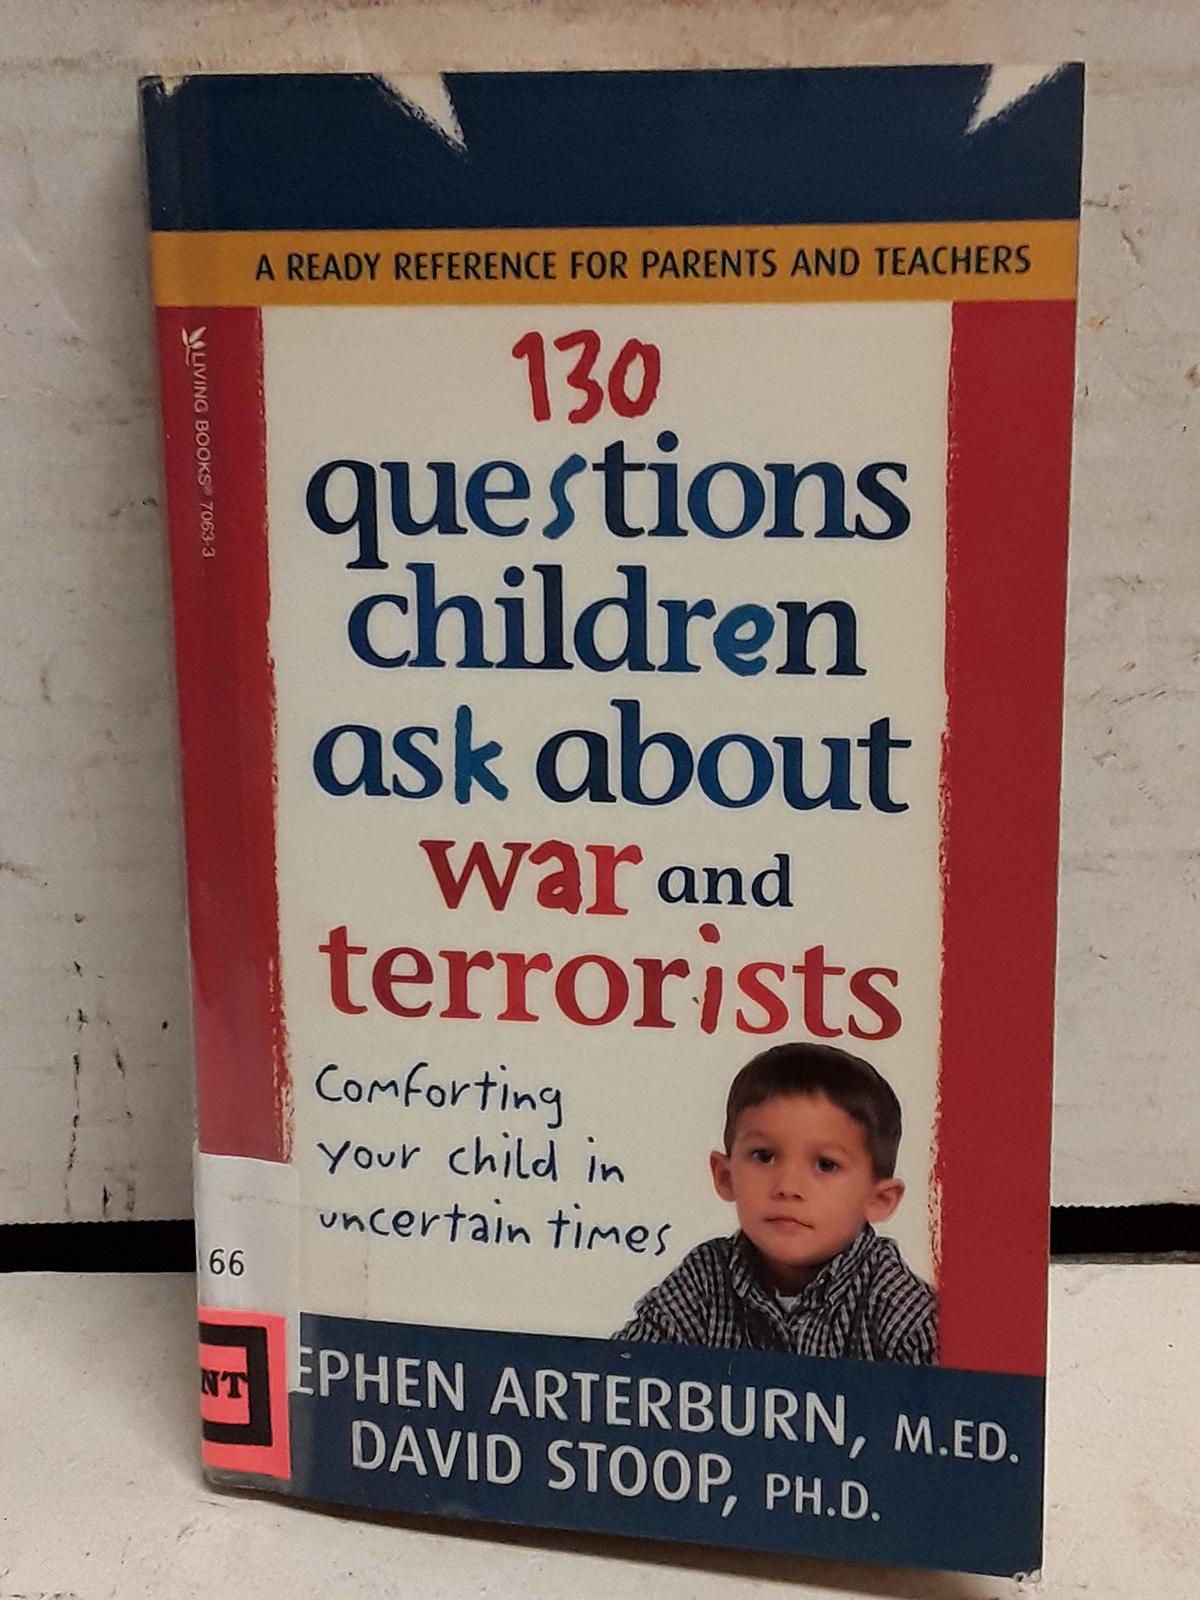 A READY REFERENCE FOR PARENTS AND TEACHERS
LIVING BOOKS® 7063-3
130
questions
children
ask about
war and
terrorists
Comforting
your child in
uncertain times
66
NT
EPHEN ARTERBURN, M.ED.
DAVID STOOP, PH.D.